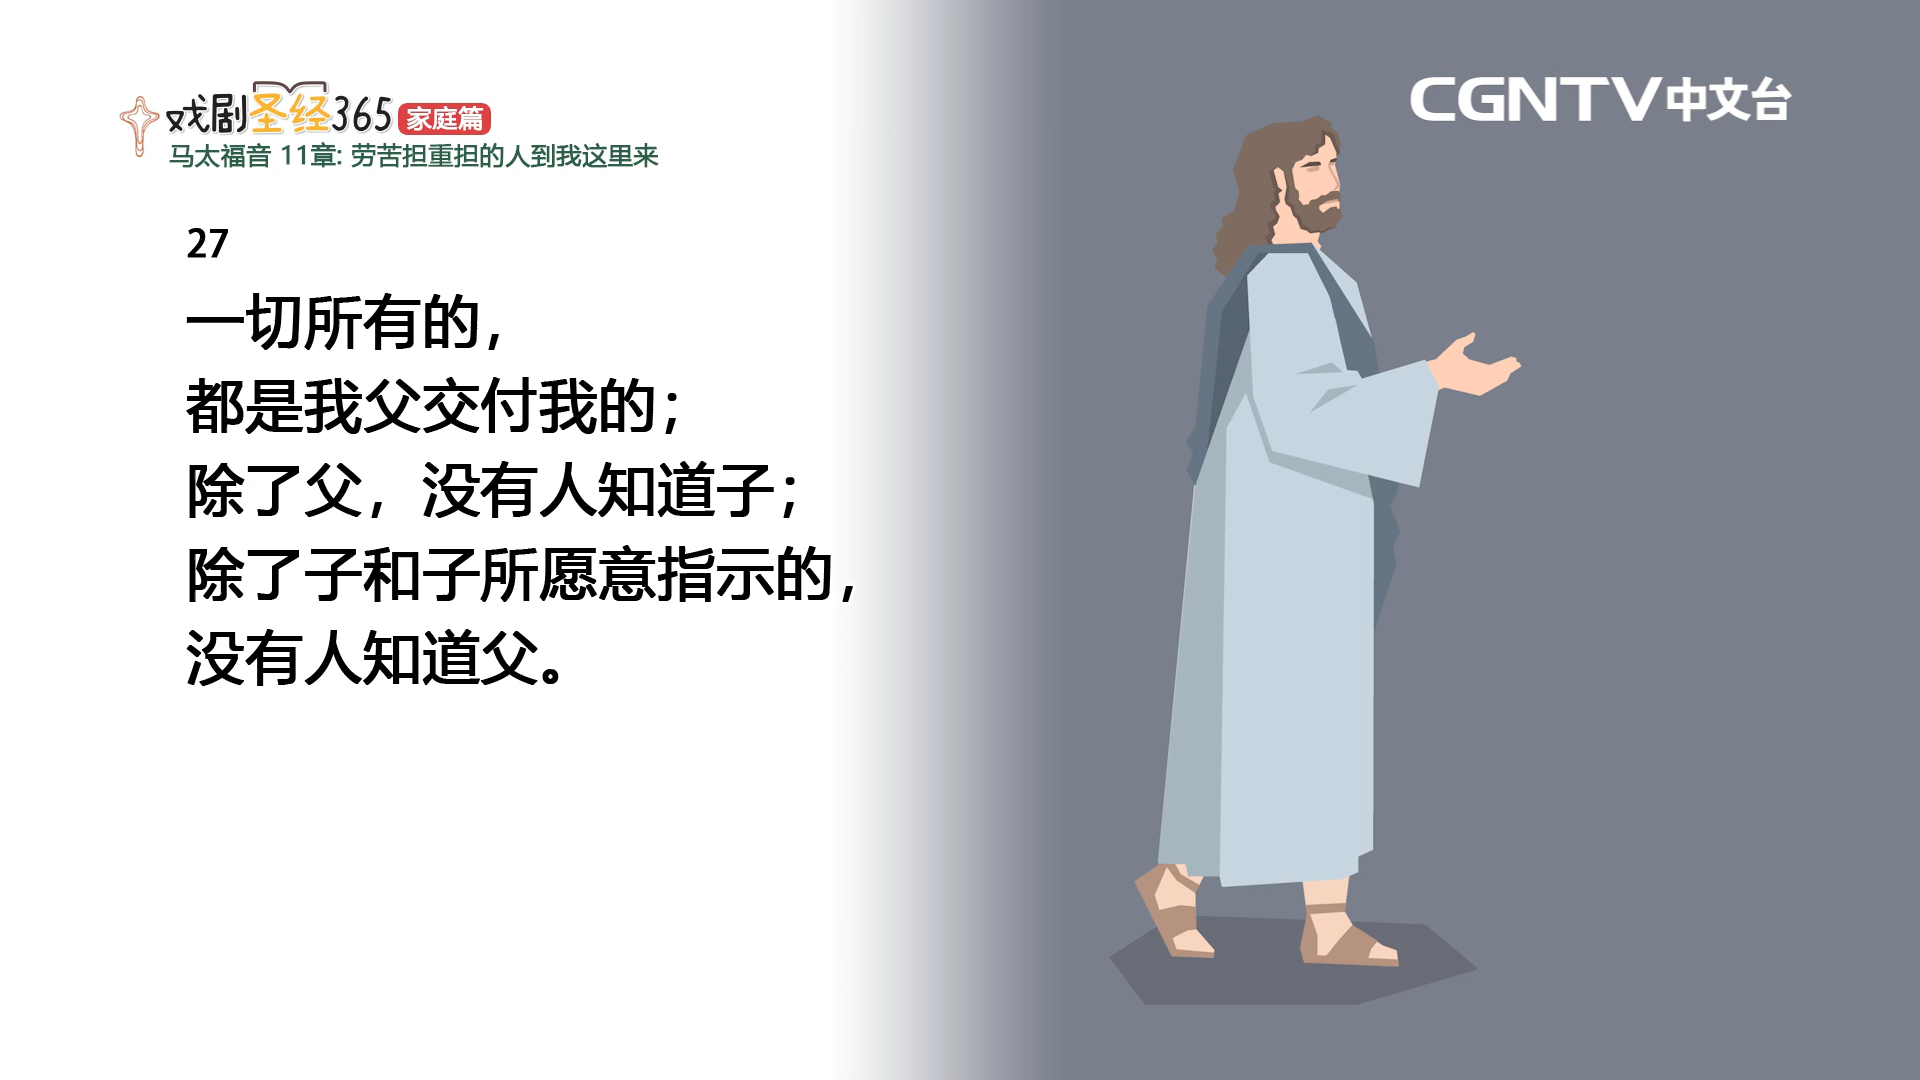 戏剧圣经365 家庭篇
CGNTV中文台
马太福音 11章: 劳苦担重担的人到我这里来
27
一切所有的，
都是我父交付我的；
除了父，没有人知道子；
除了子和子所愿意指示的，
没有人知道父。